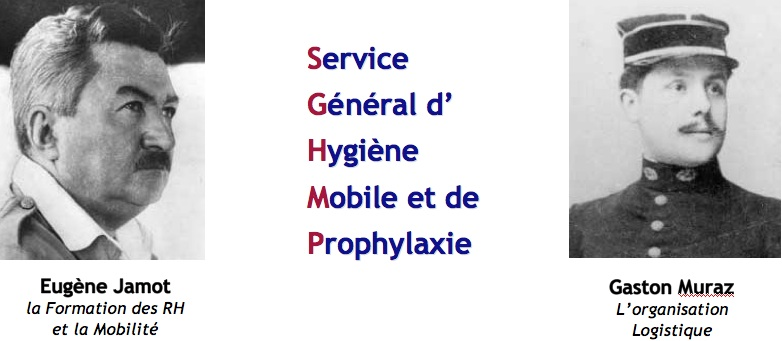 Service
Général d’
Hygiène
Mobile et de
Prophylaxie
Eugène Jamot
la Formation des RH
et la Mobilité
Gaston Muraz
L’organisation
Logistique